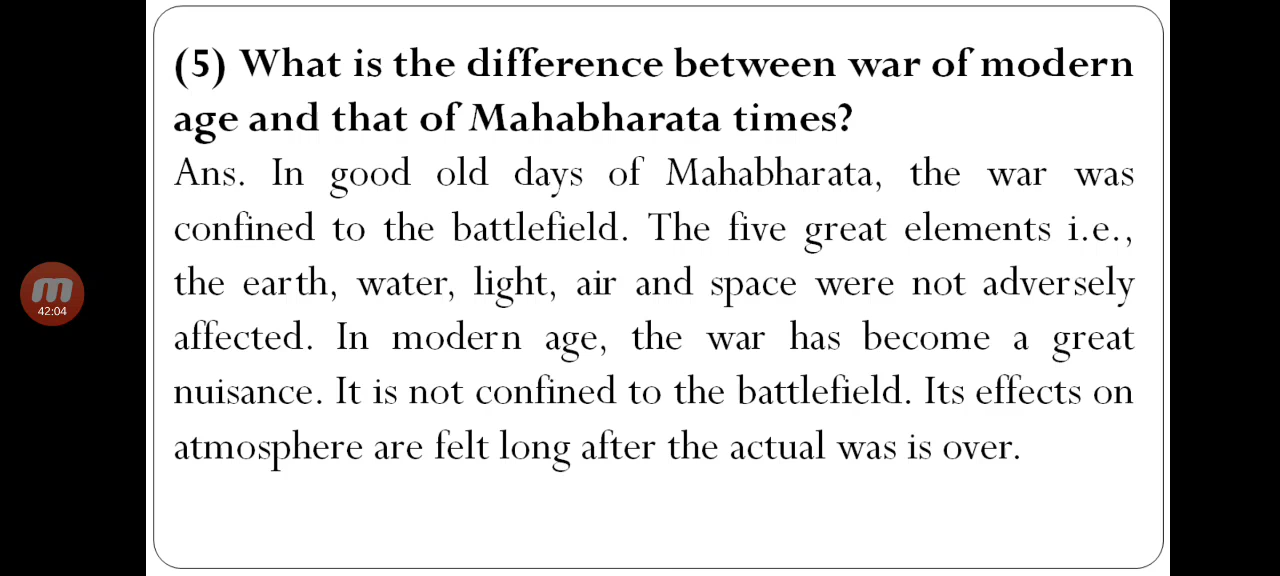 (5) What is the difference between war of modern
age and that of Mahabharata times?
Ans. In good old days of Mahabharata, the war was
confined to the battlefield. The five great elements i.e.,
the earth, water, light, air and space were not adversely
affected. In modern age, the war has become a great
nuisance. It is not confined to the battlefield. Its effects on
atmosphere are felt long after the actual was is over.
42:04